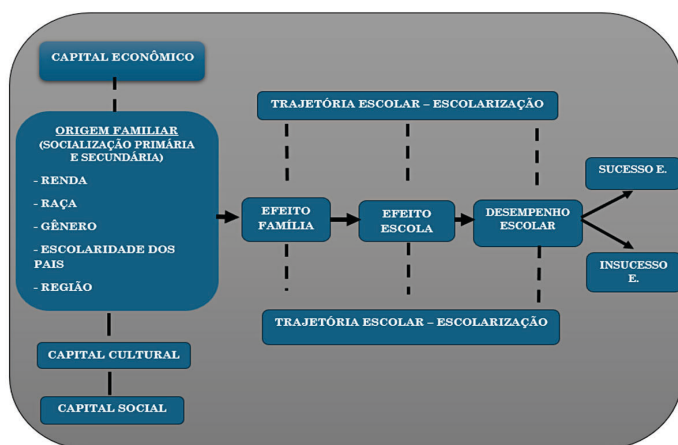 CAPITAL ECONÔMICO
ORIGEM FAMILIAR
(SOCIALIZAÇÃO PRIMÁRIA
E SECUNDÁRIA)
- RENDA
- RAÇA
- GÊNERO
- ESCOLARIDADE DOS
PAIS
- REGIÃO
CAPITAL CULTURAL
CAPITAL SOCIAL
TRAJETÓRIA ESCOLAR – ESCOLARIZAÇÃO
EFEITO
FAMÍLIA
EFEITO
ESCOLA
DESEMPENHO
ESCOLAR
TRAJETÓRIA ESCOLAR – ESCOLARIZAÇÃO
SUCESSO E.
INSUCESSO
E.